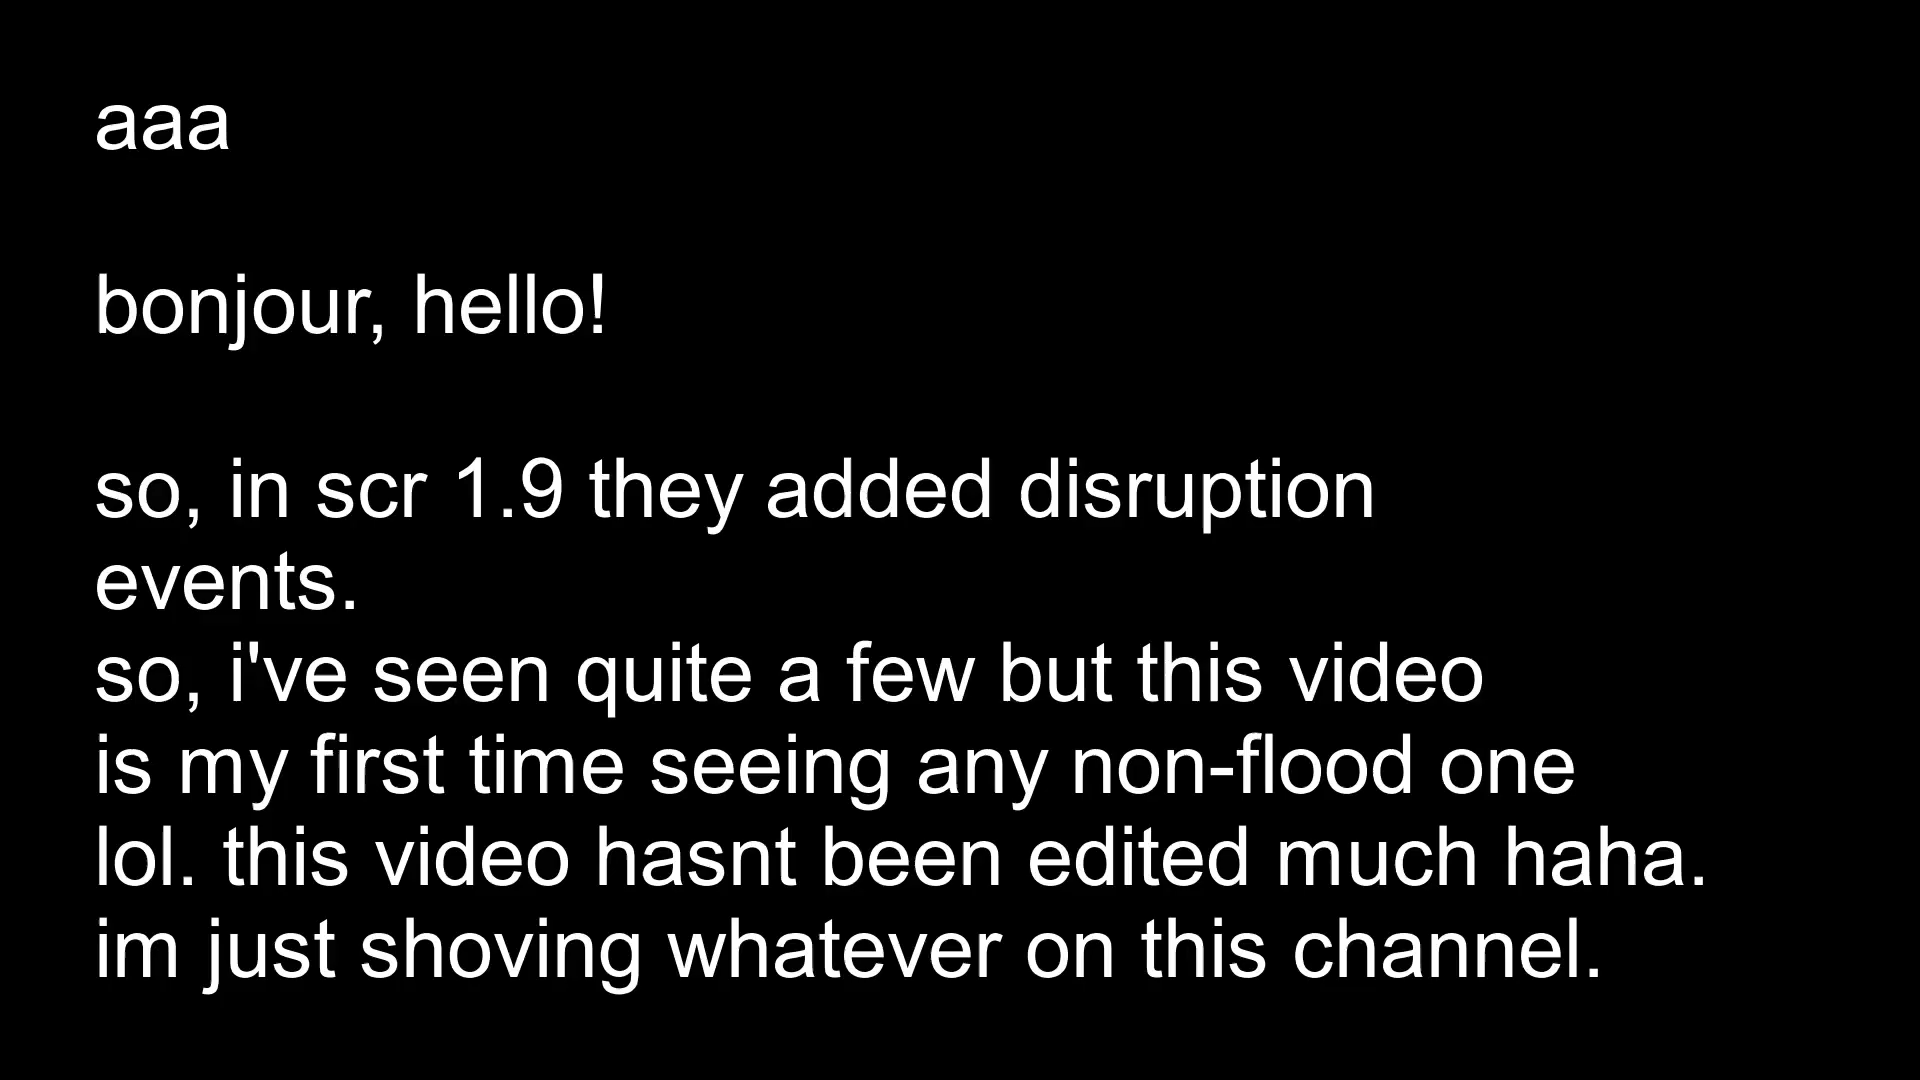 aaa
bonjour, hello!
so, in scr 1.9 they added disruption
events.
so, i've seen quite a few but this video
is my first time seeing any non-flood one
lol. this video hasnt been edited much haha.
im just shoving whatever on this channel.